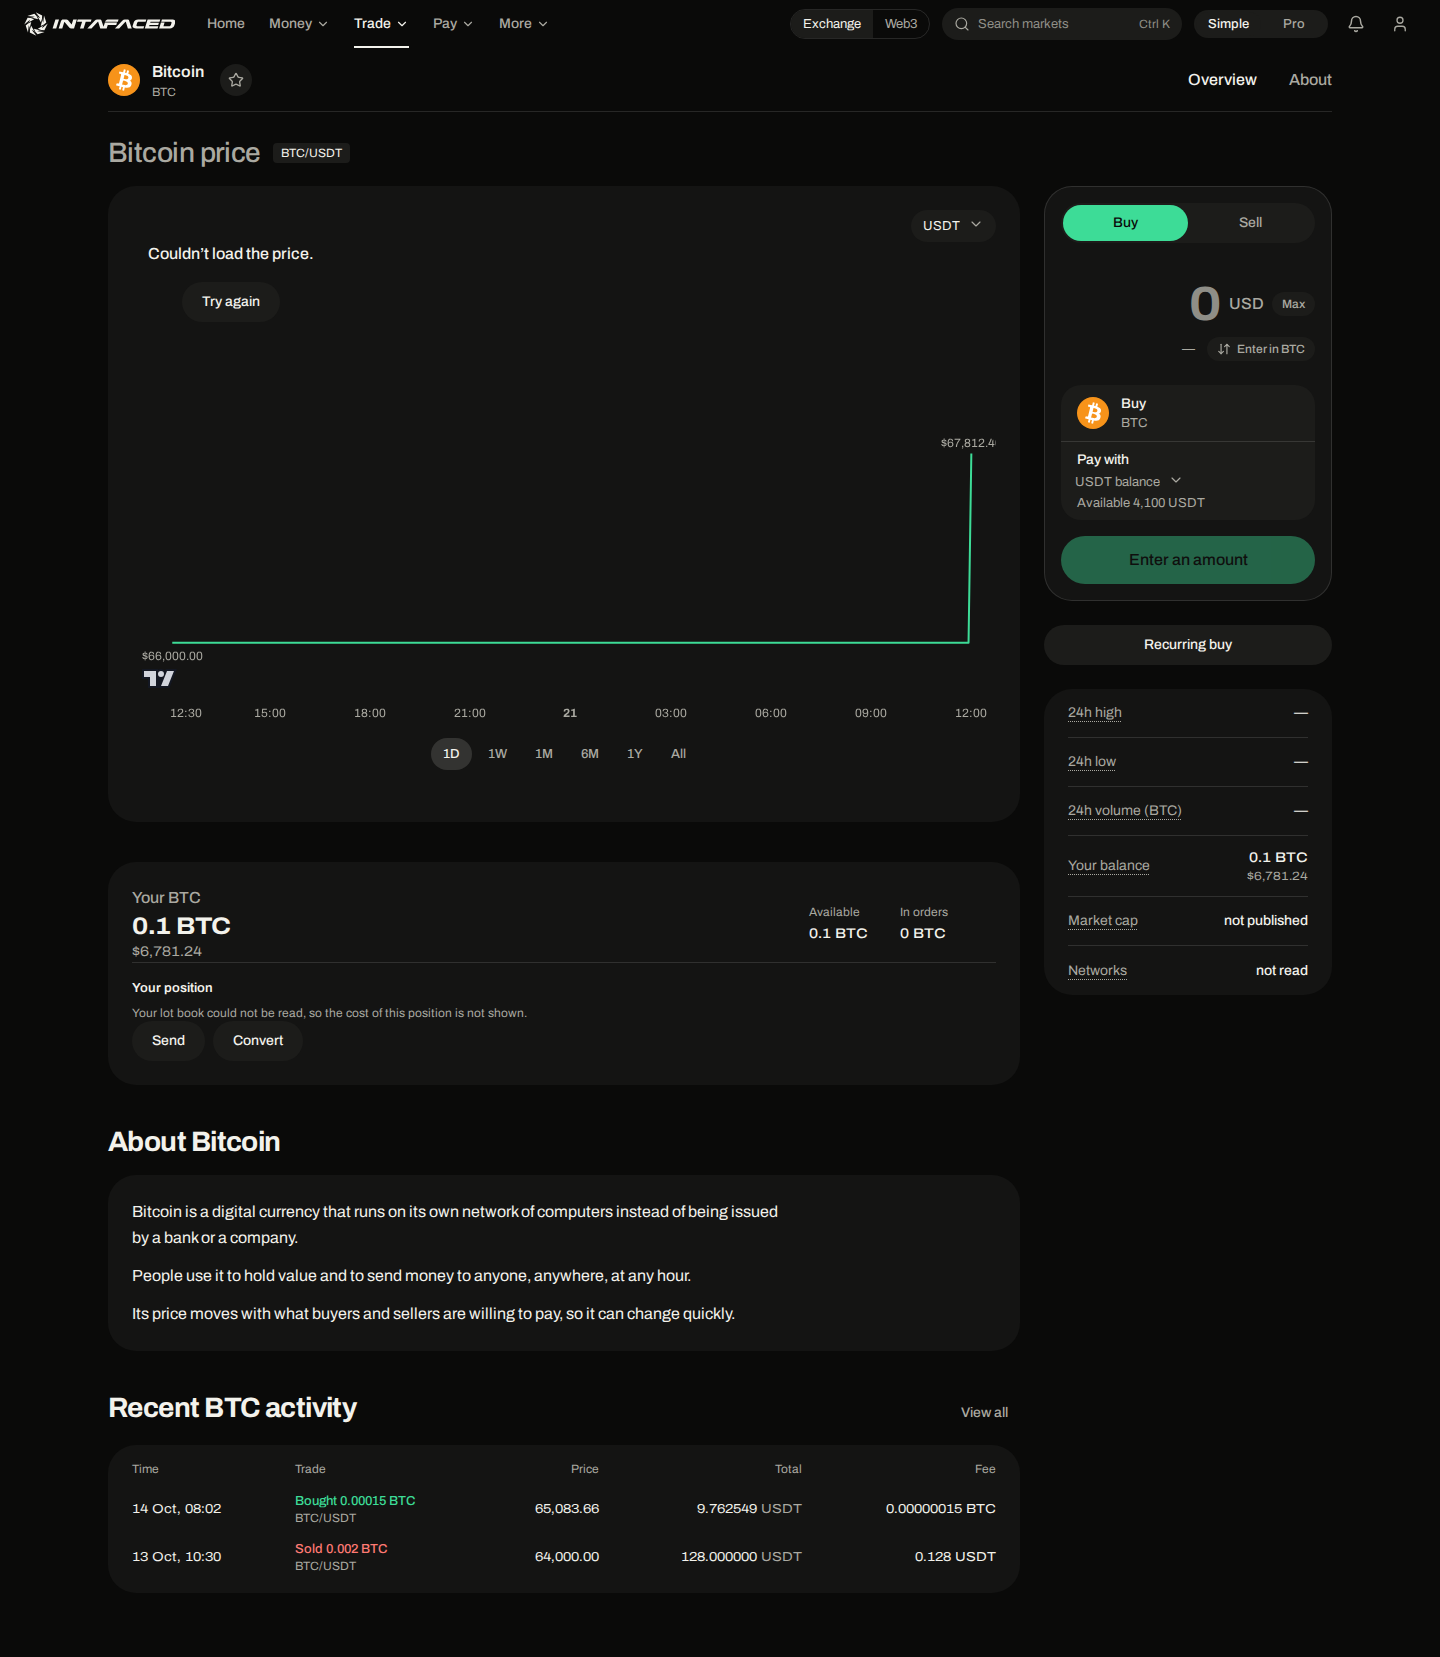 INTAFACED
Home Money Trade Pay More
Exchange Web3
Search markets Ctrl K
Simple Pro
Bitcoin
BTC
Overview About
Bitcoin price BTC/USDT
USDT
Couldn’t load the price.
Try again
$67,812.4
$66,000.00
12:30 15:00 18:00 21:00 21 03:00 06:00 09:00 12:00
1D 1W 1M 6M 1Y All
Buy Sell
0 USD Max
— Enter in BTC
Buy
BTC
Pay with
USDT balance
Available 4,100 USDT
Enter an amount
Recurring buy
24h high —
24h low —
24h volume (BTC) —
Your balance 0.1 BTC
$6,781.24
Market cap not published
Networks not read
Your BTC
0.1 BTC
$6,781.24
Available In orders
0.1 BTC 0 BTC
Your position
Your lot book could not be read, so the cost of this position is not shown.
Send Convert
About Bitcoin
Bitcoin is a digital currency that runs on its own network of computers instead of being issued
by a bank or a company.
People use it to hold value and to send money to anyone, anywhere, at any hour.
Its price moves with what buyers and sellers are willing to pay, so it can change quickly.
Recent BTC activity View all
Time Trade Price Total Fee
14 Oct, 08:02 Bought 0.00015 BTC 65,083.66 9.762549 USDT 0.00000015 BTC
BTC/USDT
13 Oct, 10:30 Sold 0.002 BTC 64,000.00 128.000000 USDT 0.128 USDT
BTC/USDT